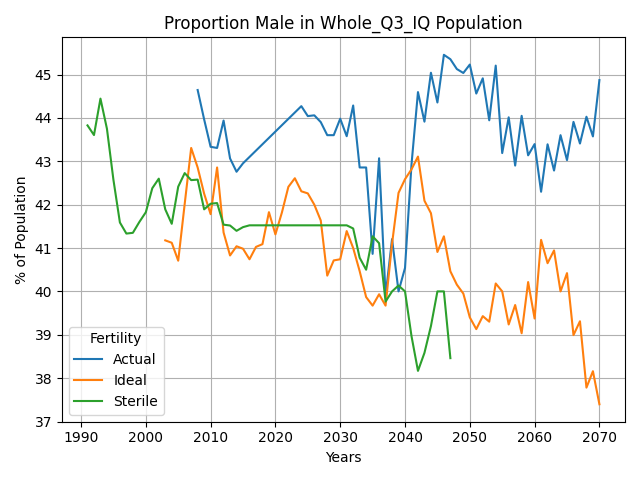 Proportion Male in Whole_Q3_IQ Population
% of Population
45
44
43
42
41
40
39
38
37
Fertility
Actual
Ideal
Sterile
1990 2000 2010 2020 2030 2040 2050 2060 2070
Years